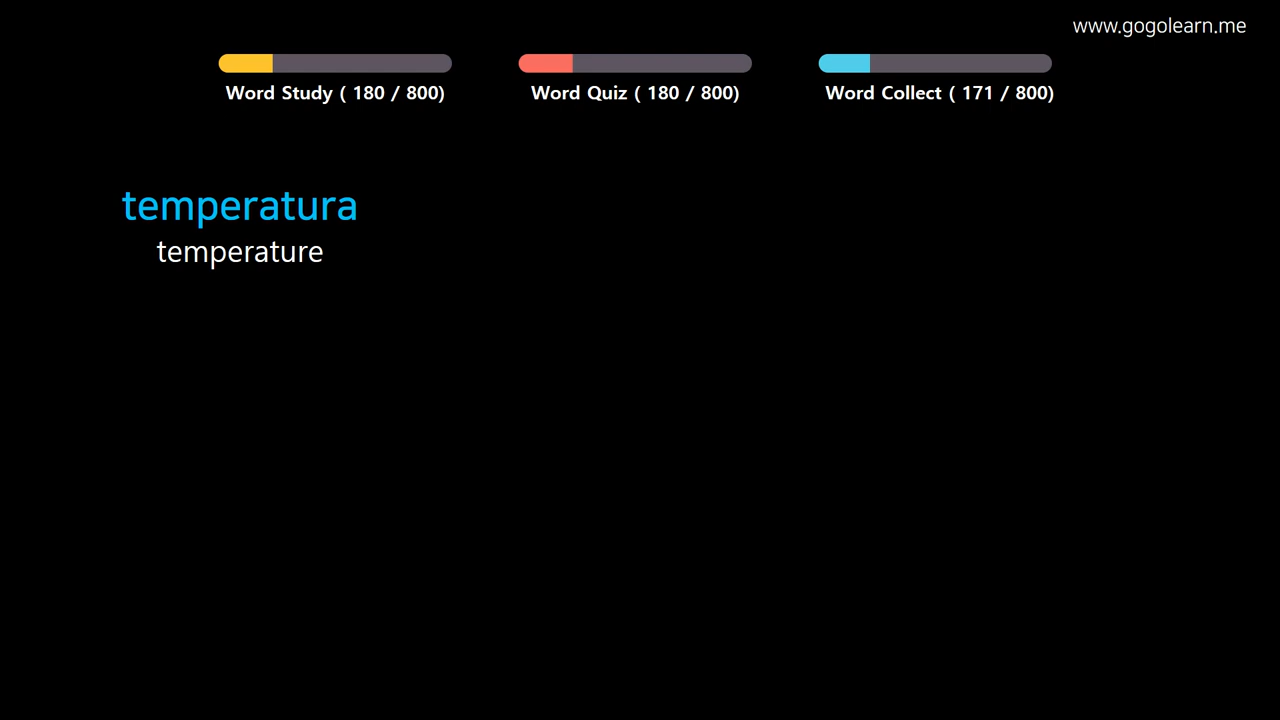 www.gogolearn.me
Word Study ( 180 / 800)
Word Quiz ( 180 / 800)
Word Collect ( 171 / 800)
temperatura
temperature